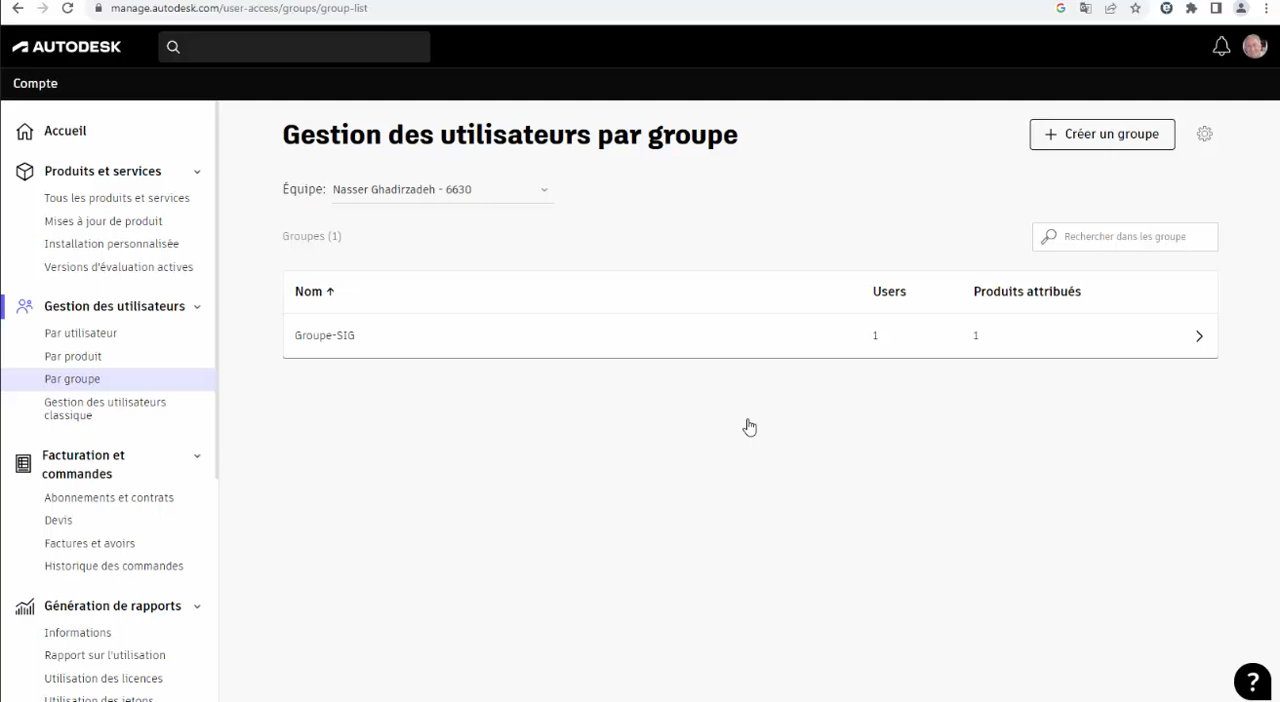 manage.autodesk.com/user-access/groups/group-list
AUTODESK
Compte
Accueil
Produits et services
Tous les produits et services
Mises à jour de produit
Installation personnalisée
Versions d'évaluation actives
Gestion des utilisateurs
Par utilisateur
Par produit
Par groupe
Gestion des utilisateurs
classique
Facturation et
commandes
Abonnements et contrats
Devis
Factures et avoirs
Historique des commandes
Génération de rapports
Informations
Rapport sur l'utilisation
Utilisation des licences
Utilisation des jetons
Gestion des utilisateurs par groupe
+ Créer un groupe
Équipe: Nasser Ghadirzadeh - 6630
Groupes (1)
Rechercher dans les groupe
Nom ↑ Users Produits attribués
Groupe-SIG 1 1
?